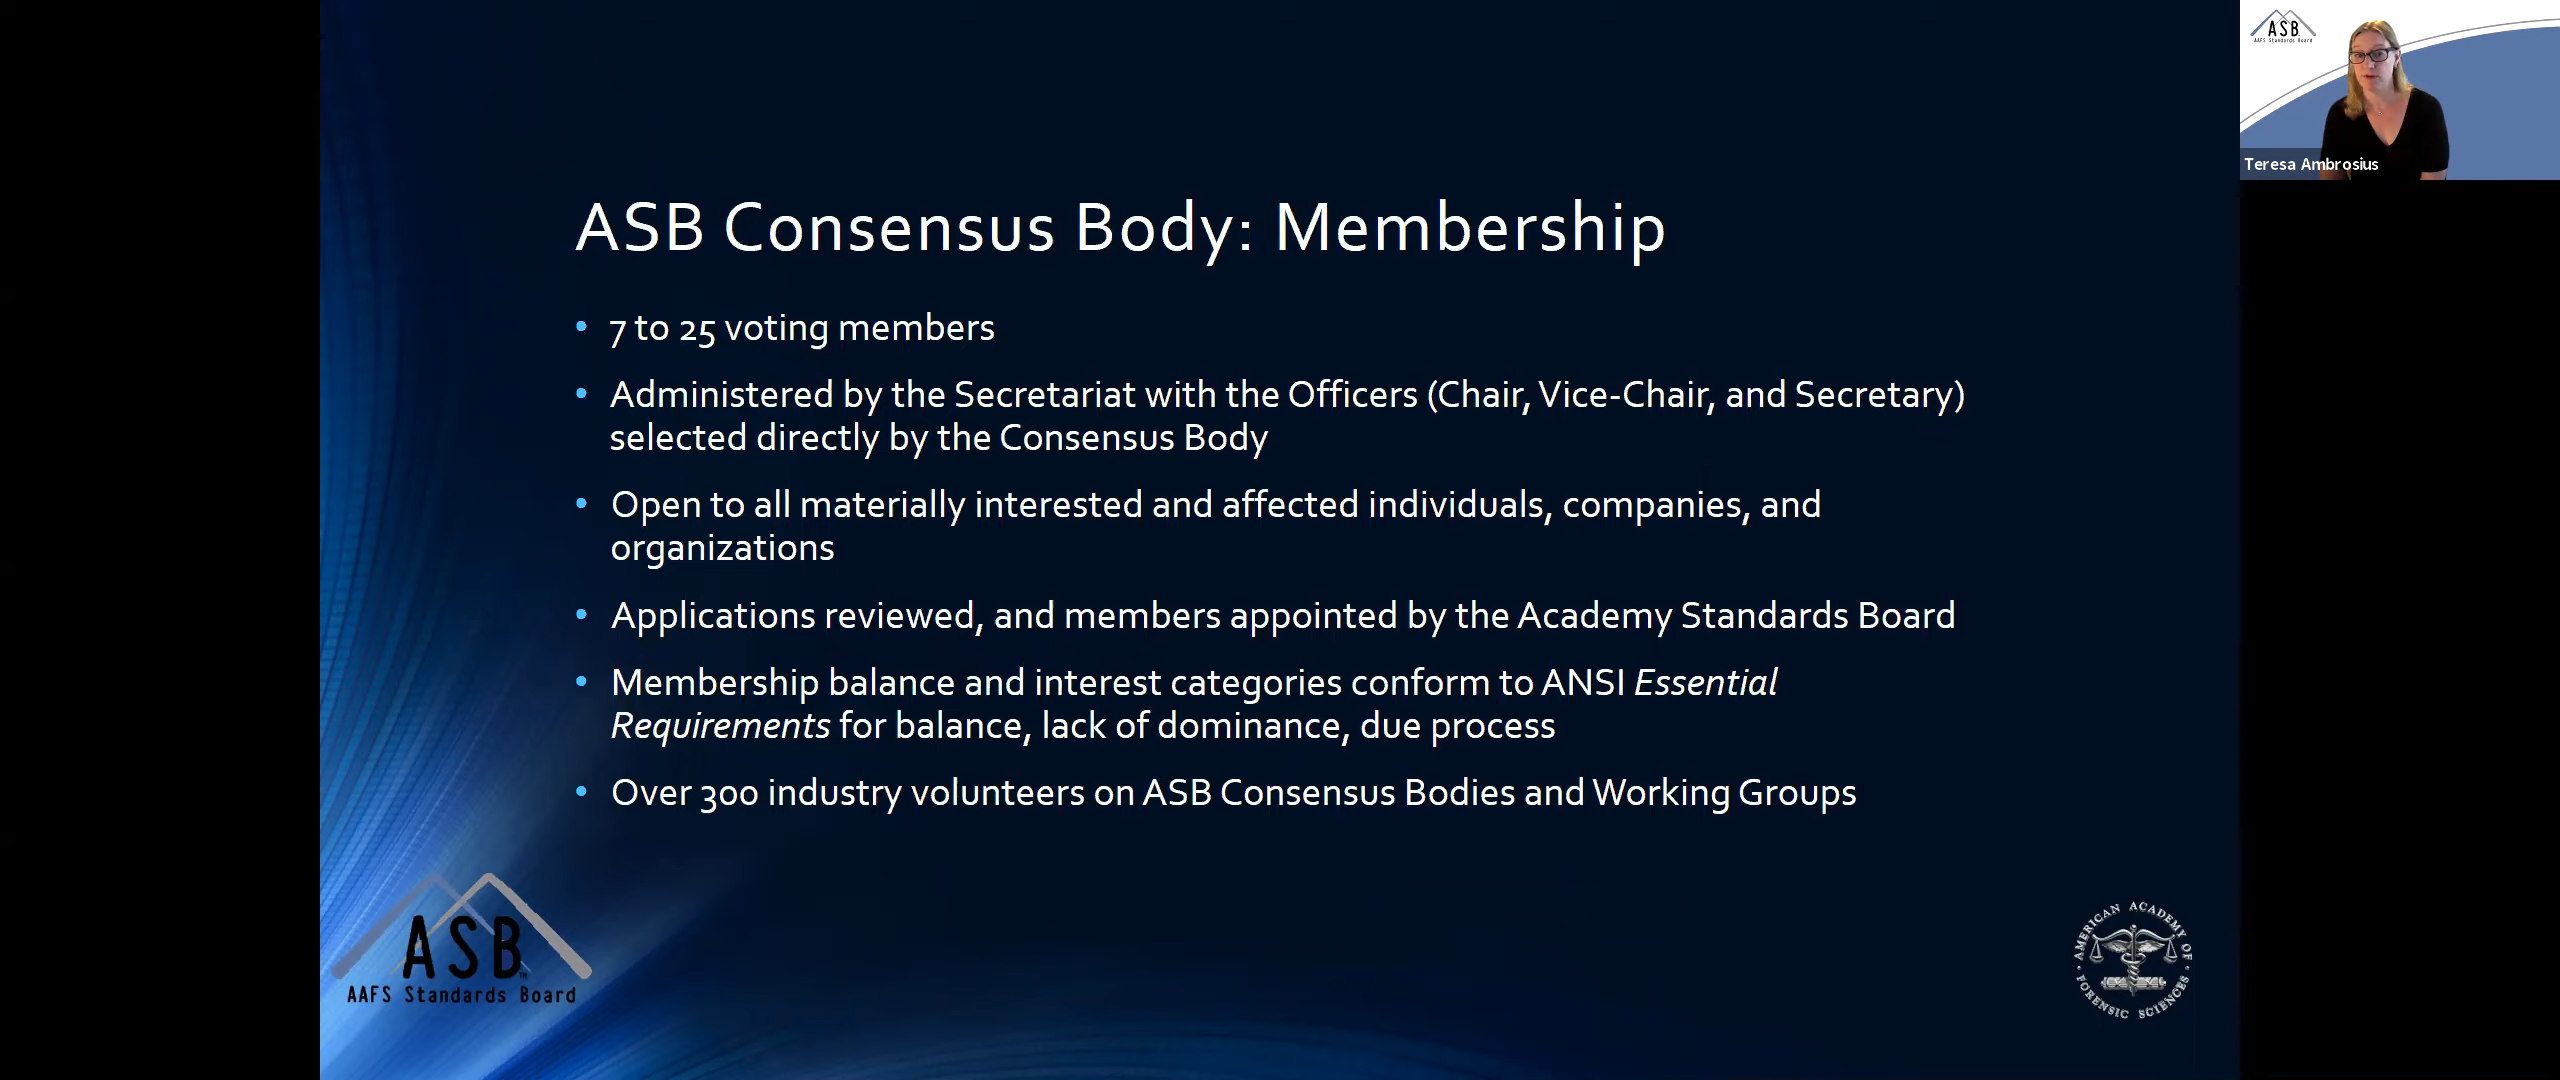 ASB Consensus Body: Membership
• 7 to 25 voting members
• Administered by the Secretariat with the Officers (Chair, Vice-Chair, and Secretary)
selected directly by the Consensus Body
• Open to all materially interested and affected individuals, companies, and
organizations
• Applications reviewed, and members appointed by the Academy Standards Board
• Membership balance and interest categories conform to ANSI Essential
Requirements for balance, lack of dominance, due process
• Over 300 industry volunteers on ASB Consensus Bodies and Working Groups
ASB™
AAFS Standards Board
AMERICAN ACADEMY OF
FORENSIC SCIENCES
ASB
AAFS Standards Board
Teresa Ambrosius